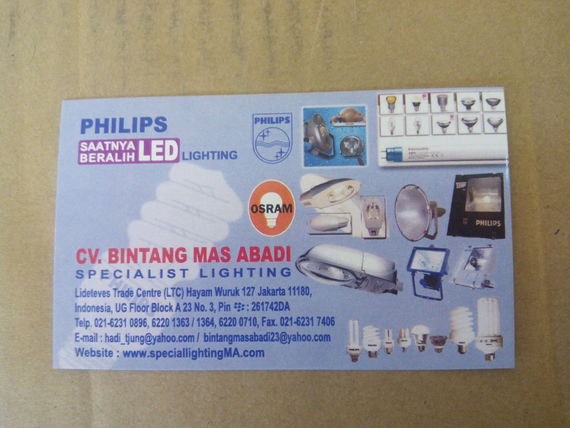 PHILIPS
SAATNYA
BERALIH LED LIGHTING
PHILIPS
OSRAM
PHILIPS
CV. BINTANG MAS ABADI
SPECIALIST LIGHTING
Lideteves Trade Centre (LTC) Hayam Wuruk 127 Jakarta 11180,
Indonesia, UG Floor Block A 23 No. 3, Pin : 261742DA
Telp. 021-6231 0896, 6220 1363 / 1364, 6220 0710, Fax. 021-6231 7406
E-mail : hadi_tjung@yahoo.com / bintangmasabadi23@yahoo.com
Website : www.speciallightingMA.com